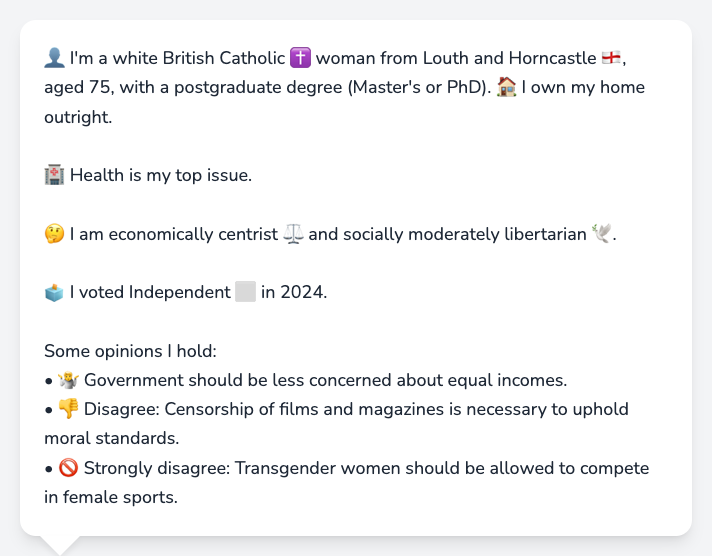 👤 I'm a white British Catholic ✝️ woman from Louth and Horncastle 🏴󠁧󠁢󠁥󠁮󠁧󠁿,
aged 75, with a postgraduate degree (Master's or PhD). 🏠 I own my home
outright.
🏥 Health is my top issue.
🤔 I am economically centrist ⚖️ and socially moderately libertarian 🕊️.
🗳️ I voted Independent ⬜ in 2024.
Some opinions I hold:
• 🤷 Government should be less concerned about equal incomes.
• 👎 Disagree: Censorship of films and magazines is necessary to uphold
moral standards.
• 🚫 Strongly disagree: Transgender women should be allowed to compete
in female sports.